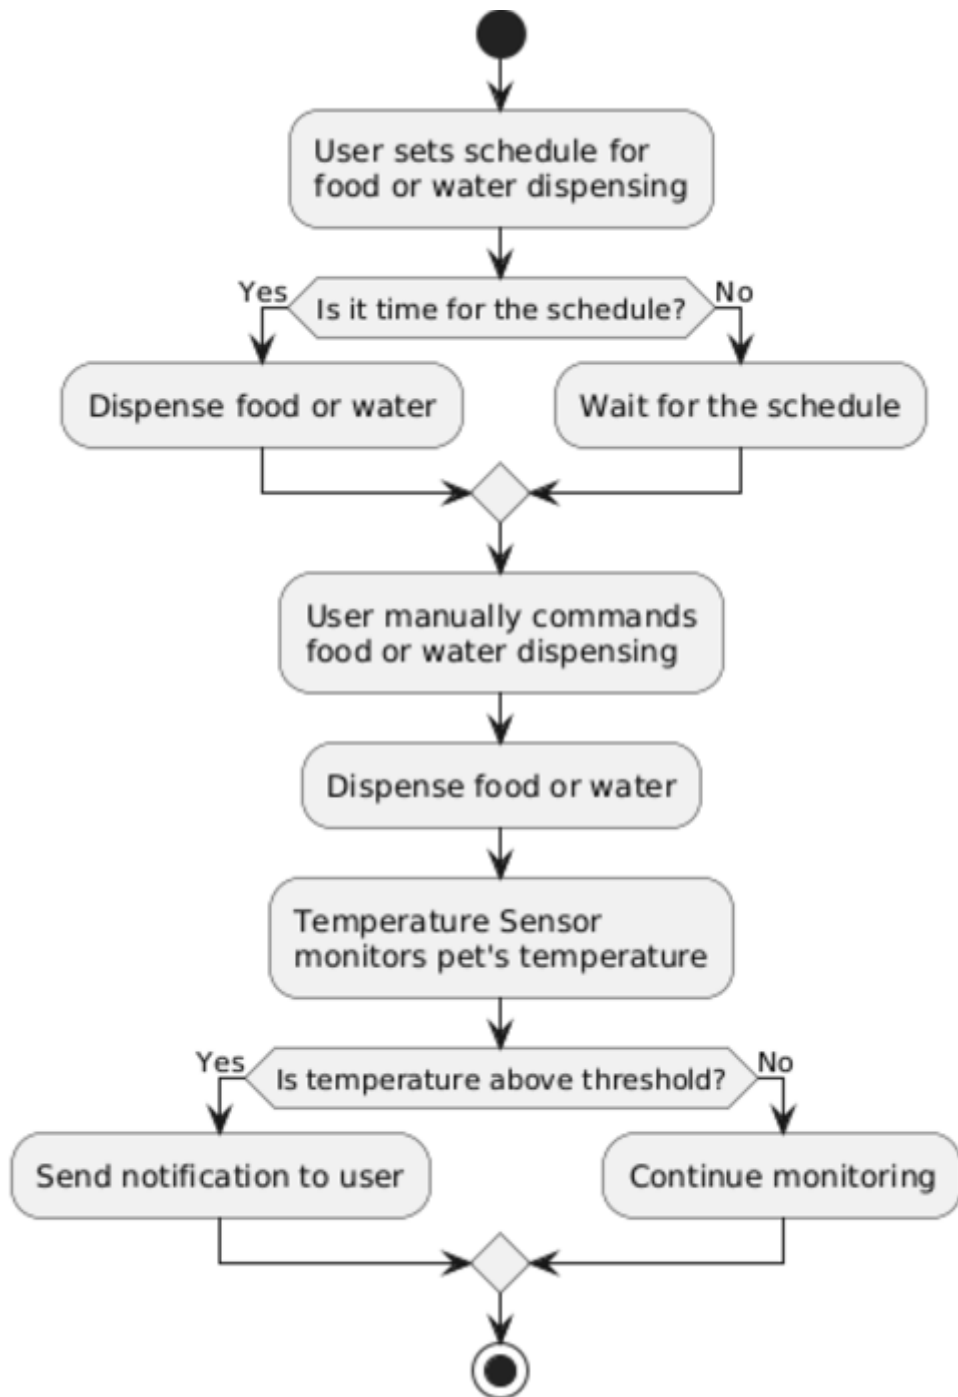 User sets schedule for
food or water dispensing
Yes
Is it time for the schedule?
No
Dispense food or water
Wait for the schedule
User manually commands
food or water dispensing
Dispense food or water
Temperature Sensor
monitors pet's temperature
Yes
Is temperature above threshold?
No
Send notification to user
Continue monitoring